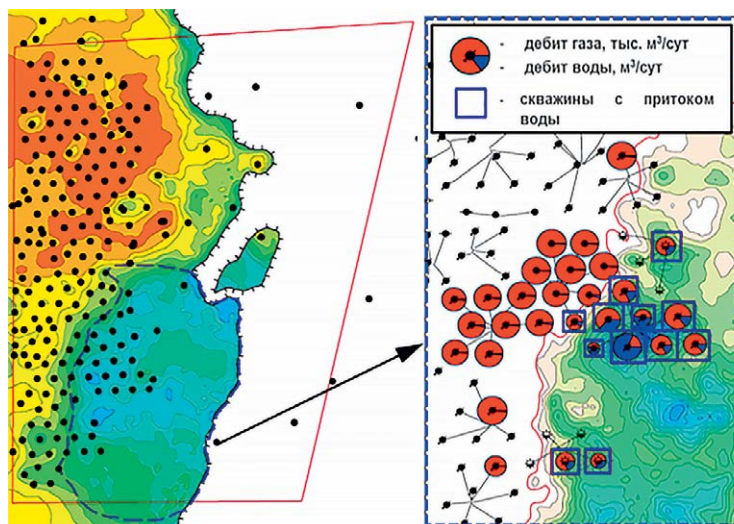 - дебит газа, тыс. м³/сут
- дебит воды, м³/сут
- скважины с притоком
воды